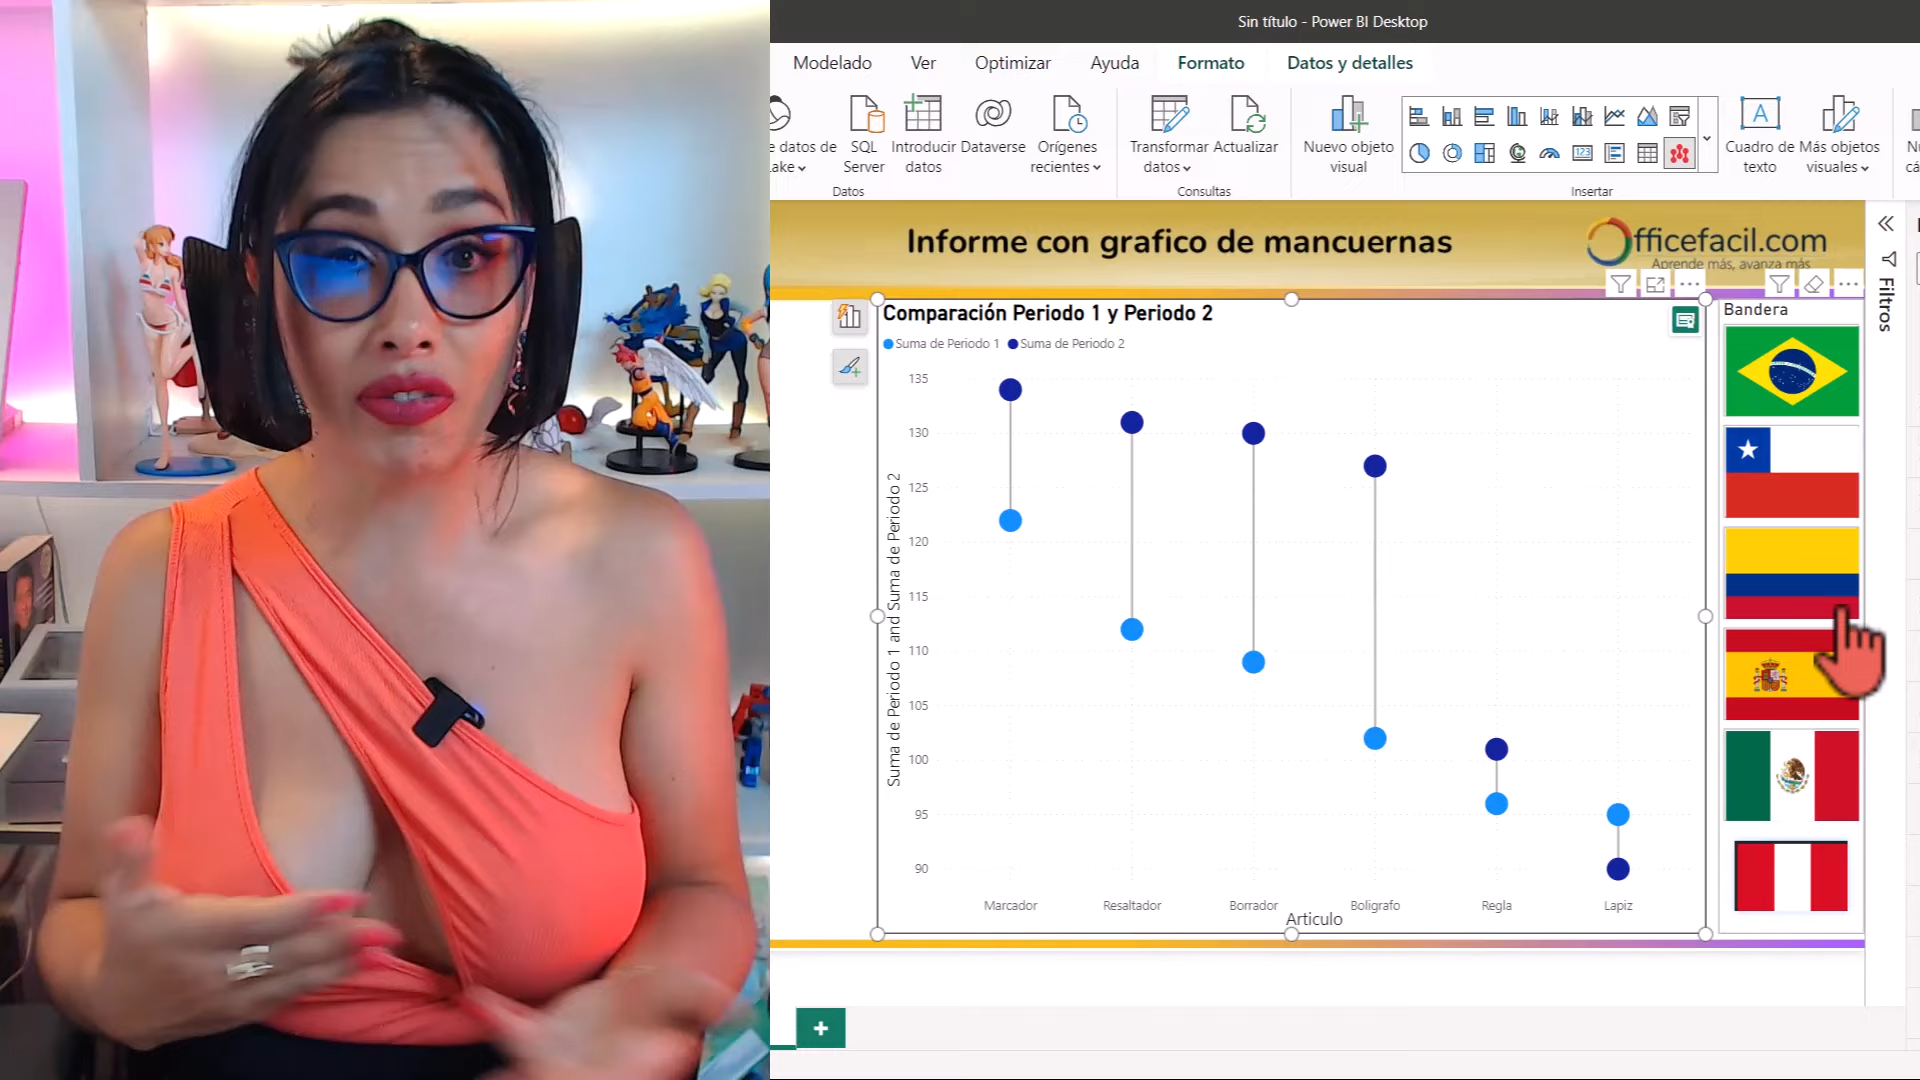 Sin título - Power BI Desktop
Modelado Ver Optimizar Ayuda Formato Datos y detalles
e datos de SQL Introducir Dataverse Orígenes Transformar Actualizar Nuevo objeto Cuadro de Más objetos
ake Server datos recientes datos visual texto visuales
Datos Consultas Insertar
Informe con grafico de mancuernas
fficefacil.com
Aprende más, avanza más
Filtros
Comparación Periodo 1 y Periodo 2
Suma de Periodo 1 Suma de Periodo 2
Bandera
Suma de Periodo 1 and Suma de Periodo 2
135
130
125
120
115
110
105
100
95
90
Marcador Resaltador Borrador Boligrafo Regla Lapiz
Articulo